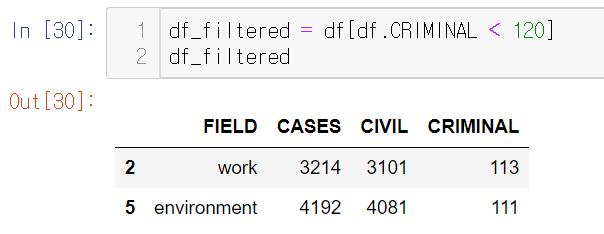 In [30]:
1 df_filtered = df[df.CRIMINAL < 120]
2 df_filtered
Out[30]:
FIELD CASES CIVIL CRIMINAL
2 work 3214 3101 113
5 environment 4192 4081 111